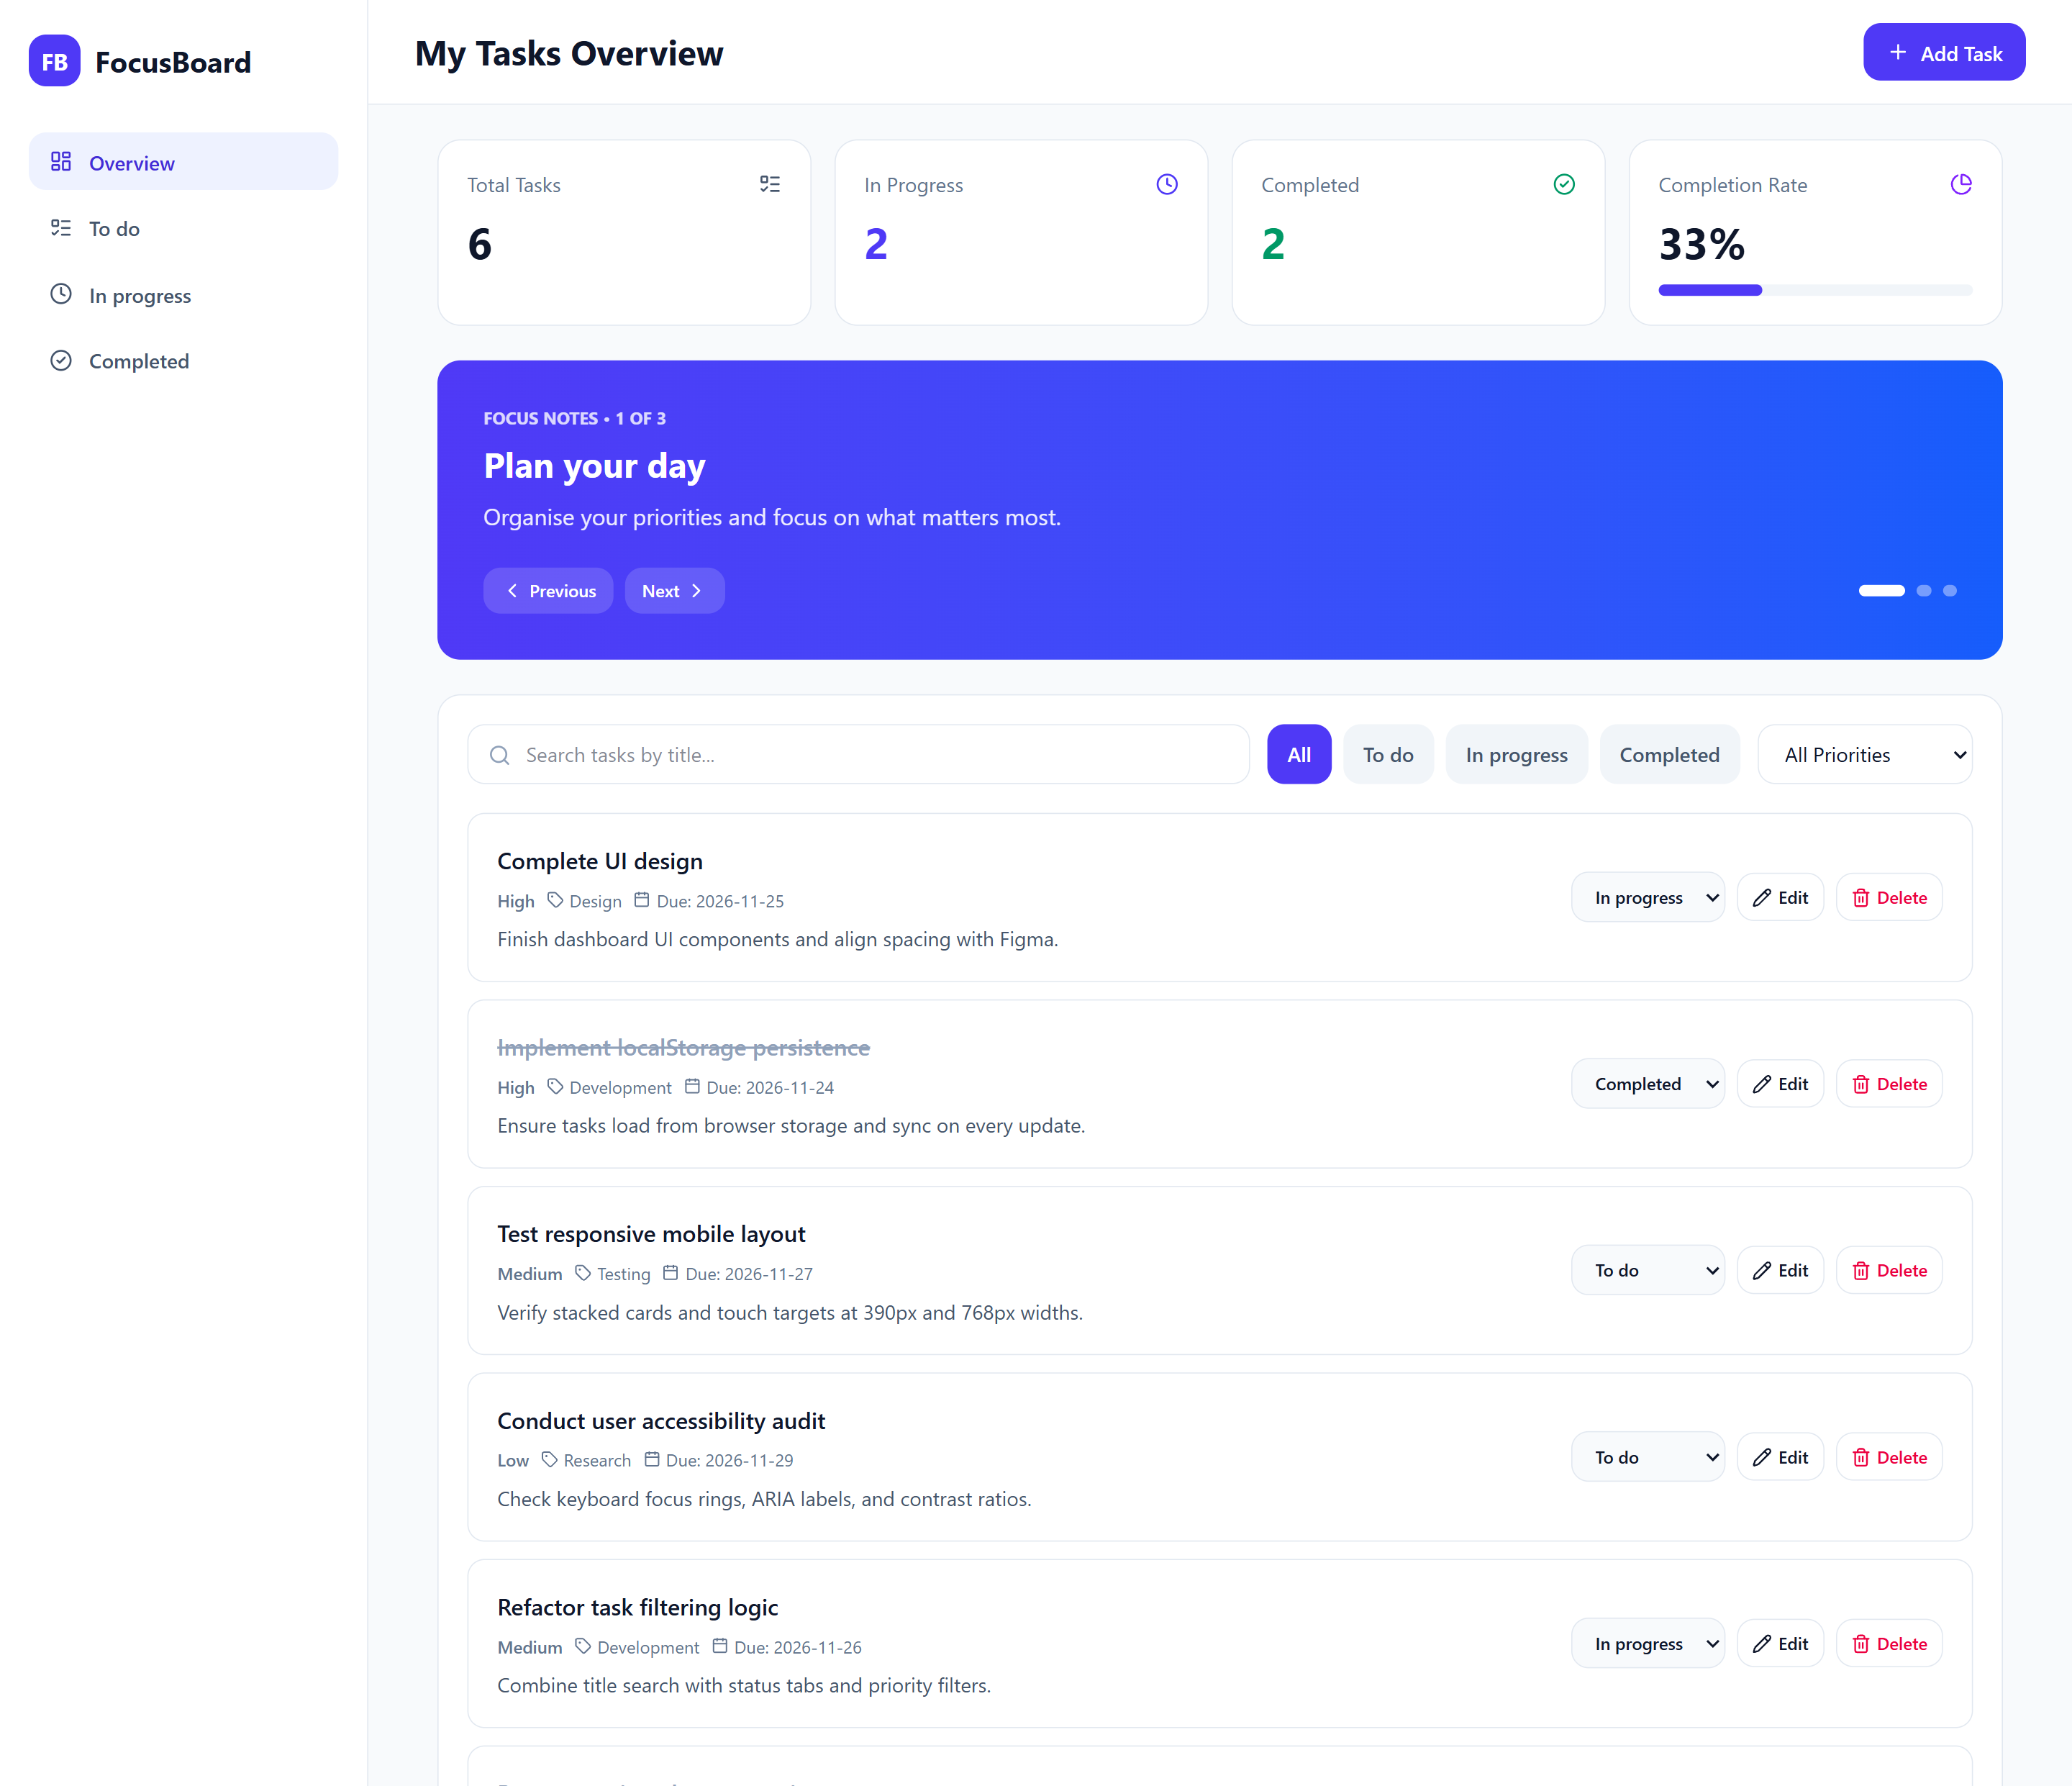 FB FocusBoard
Overview
To do
In progress
Completed
My Tasks Overview
Add Task
Total Tasks
6
In Progress
2
Completed
2
Completion Rate
33%
FOCUS NOTES • 1 OF 3
Plan your day
Organise your priorities and focus on what matters most.
Previous
Next
Search tasks by title...
All
To do
In progress
Completed
All Priorities
Complete UI design
High Design Due: 2026-11-25
Finish dashboard UI components and align spacing with Figma.
In progress
Edit
Delete
Implement localStorage persistence
High Development Due: 2026-11-24
Ensure tasks load from browser storage and sync on every update.
Completed
Edit
Delete
Test responsive mobile layout
Medium Testing Due: 2026-11-27
Verify stacked cards and touch targets at 390px and 768px widths.
To do
Edit
Delete
Conduct user accessibility audit
Low Research Due: 2026-11-29
Check keyboard focus rings, ARIA labels, and contrast ratios.
To do
Edit
Delete
Refactor task filtering logic
Medium Development Due: 2026-11-26
Combine title search with status tabs and priority filters.
In progress
Edit
Delete